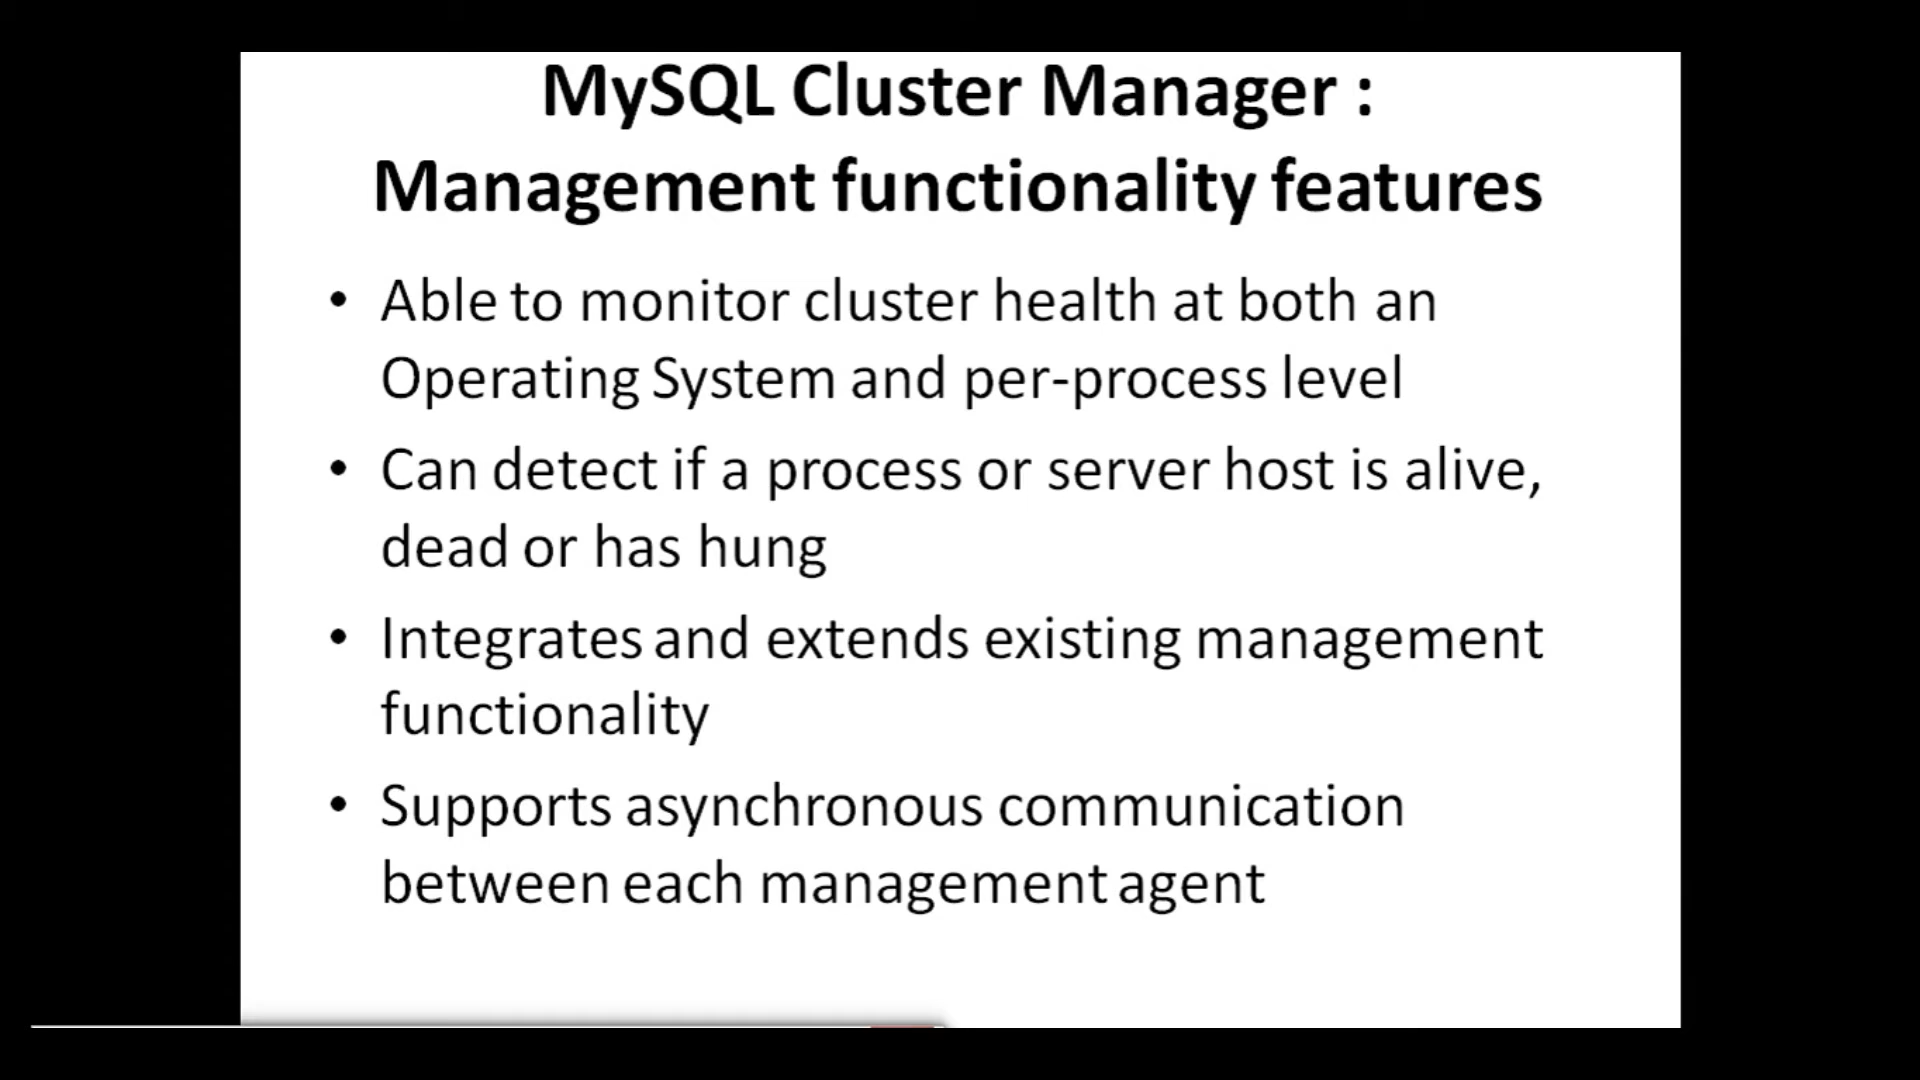 MySQL Cluster Manager :
Management functionality features
• Able to monitor cluster health at both an
Operating System and per-process level
• Can detect if a process or server host is alive,
dead or has hung
• Integrates and extends existing management
functionality
• Supports asynchronous communication
between each management agent